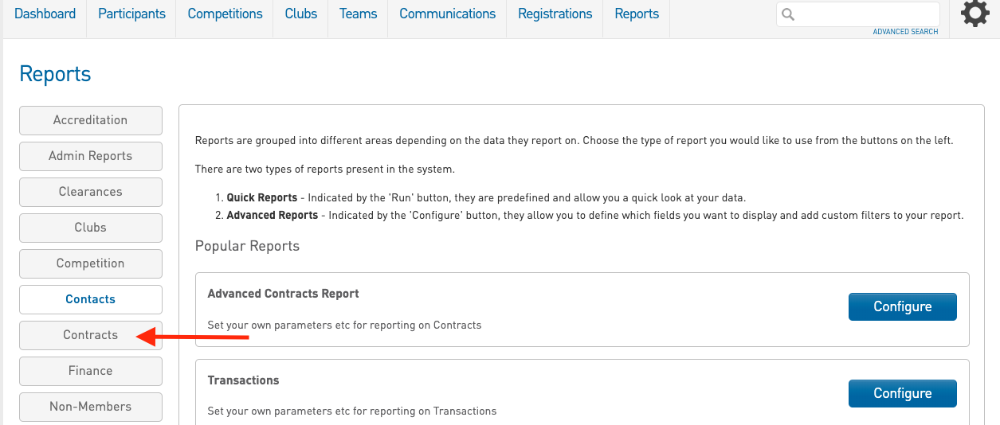 Dashboard Participants Competitions Clubs Teams Communications Registrations Reports
ADVANCED SEARCH
Reports
Accreditation
Admin Reports
Clearances
Clubs
Competition
Contacts
Contracts
Finance
Non-Members
Reports are grouped into different areas depending on the data they report on. Choose the type of report you would like to use from the buttons on the left.
There are two types of reports present in the system.
1. Quick Reports - Indicated by the 'Run' button, they are predefined and allow you a quick look at your data.
2. Advanced Reports - Indicated by the 'Configure' button, they allow you to define which fields you want to display and add custom filters to your report.
Popular Reports
Advanced Contracts Report
Set your own parameters etc for reporting on Contracts
Configure
Transactions
Set your own parameters etc for reporting on Transactions
Configure